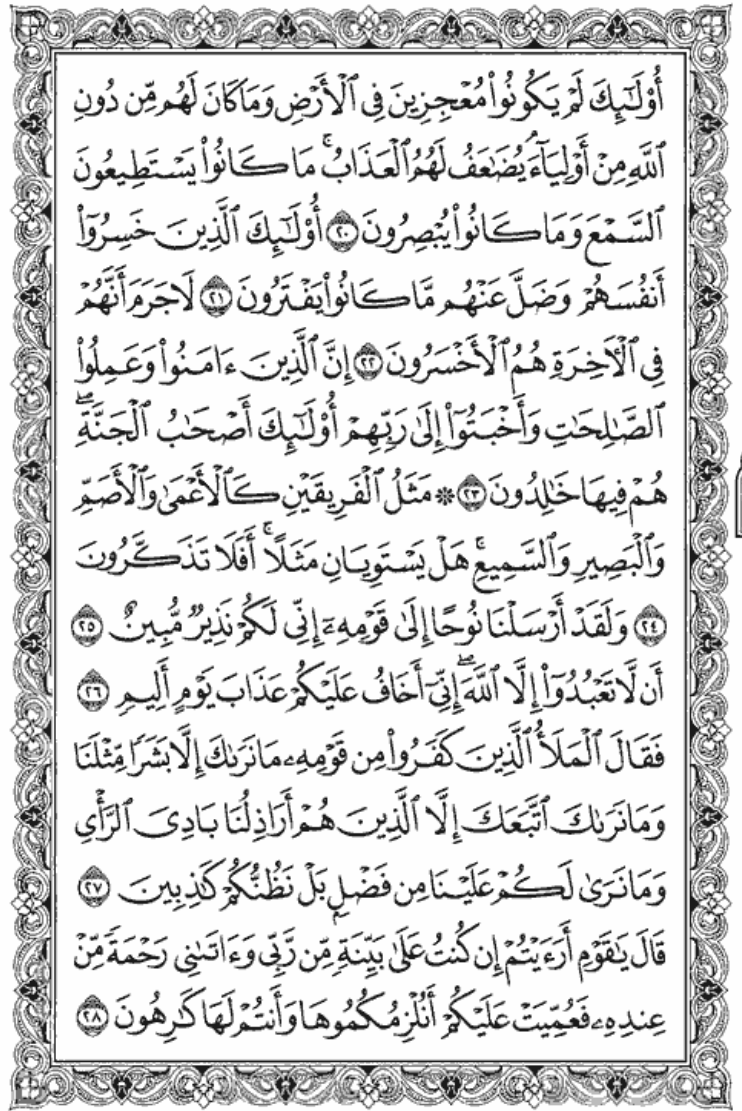 أُوْلَٰٓئِكَ لَمۡ يَكُونُواْ مُعۡجِزِينَ فِي ٱلۡأَرۡضِ وَمَا كَانَ لَهُم مِّن دُونِ
ٱللَّهِ مِنۡ أَوۡلِيَآءَۘ يُضَٰعَفُ لَهُمُ ٱلۡعَذَابُۚ مَا كَانُواْ يَسۡتَطِيعُونَ
ٱلسَّمۡعَ وَمَا كَانُواْ يُبۡصِرُونَ ٢٠ أُوْلَٰٓئِكَ ٱلَّذِينَ خَسِرُوٓاْ
أَنفُسَهُمۡ وَضَلَّ عَنۡهُم مَّا كَانُواْ يَفۡتَرُونَ ٢١ لَا جَرَمَ أَنَّهُمۡ
فِي ٱلۡأٓخِرَةِ هُمُ ٱلۡأَخۡسَرُونَ ٢٢ إِنَّ ٱلَّذِينَ ءَامَنُواْ وَعَمِلُواْ
ٱلصَّٰلِحَٰتِ وَأَخۡبَتُوٓاْ إِلَىٰ رَبِّهِمۡ أُوْلَٰٓئِكَ أَصۡحَٰبُ ٱلۡجَنَّةِۖ
هُمۡ فِيهَا خَٰلِدُونَ ٢٣ ۞ مَثَلُ ٱلۡفَرِيقَيۡنِ كَٱلۡأَعۡمَىٰ وَٱلۡأَصَمِّ
وَٱلۡبَصِيرِ وَٱلسَّمِيعِۚ هَلۡ يَسۡتَوِيَانِ مَثَلًاۚ أَفَلَا تَذَكَّرُونَ
٢٤ وَلَقَدۡ أَرۡسَلۡنَا نُوحًا إِلَىٰ قَوۡمِهِۦٓ إِنِّي لَكُمۡ نَذِيرٞ مُّبِينٌ ٢٥
أَن لَّا تَعۡبُدُوٓاْ إِلَّا ٱللَّهَۖ إِنِّيٓ أَخَافُ عَلَيۡكُمۡ عَذَابَ يَوۡمٍ أَلِيمٖ ٢٦
فَقَالَ ٱلۡمَلَأُ ٱلَّذِينَ كَفَرُواْ مِن قَوۡمِهِۦ مَا نَرَىٰكَ إِلَّا بَشَرٗا مِّثۡلَنَا
وَمَا نَرَىٰكَ ٱتَّبَعَكَ إِلَّا ٱلَّذِينَ هُمۡ أَرَاذِلُنَا بَادِيَ ٱلرَّأۡيِ
وَمَا نَرَىٰ لَكُمۡ عَلَيۡنَا مِن فَضۡلِۭ بَلۡ نَظُنُّكُمۡ كَٰذِبِينَ ٢٧
قَالَ يَٰقَوۡمِ أَرَءَيۡتُمۡ إِن كُنتُ عَلَىٰ بَيِّنَةٖ مِّن رَّبِّي وَءَاتَىٰنِي رَحۡمَةٗ مِّنۡ
عِندِهِۦ فَعُمِّيَتۡ عَلَيۡكُمۡ أَنُلۡزِمُكُمُوهَا وَأَنتُمۡ لَهَا كَٰرِهُونَ ٢٨